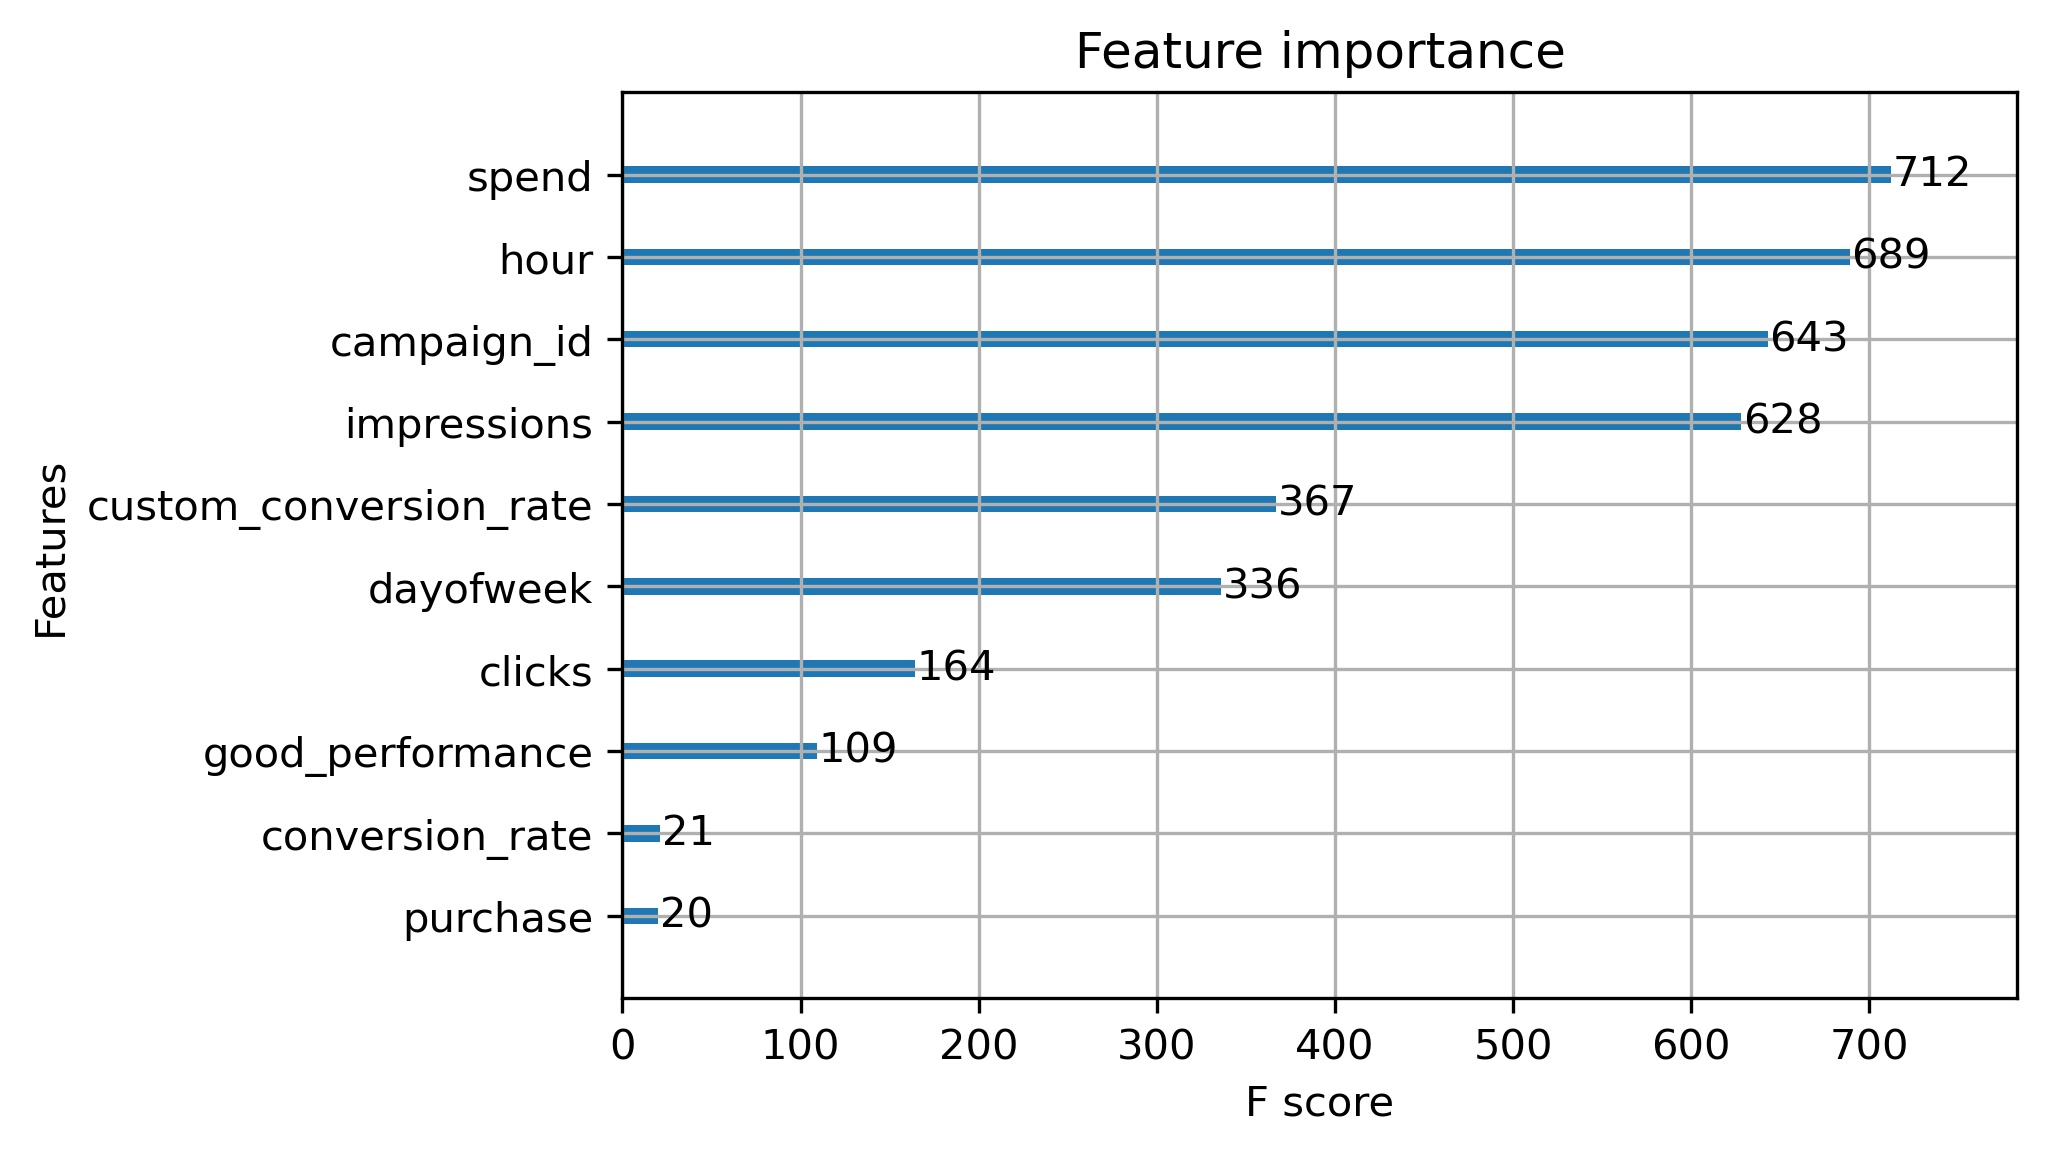 Feature importance
spend 712
hour 689
campaign_id 643
impressions 628
custom_conversion_rate 367
dayofweek 336
clicks 164
good_performance 109
conversion_rate 21
purchase 20
Features
0 100 200 300 400 500 600 700
F score